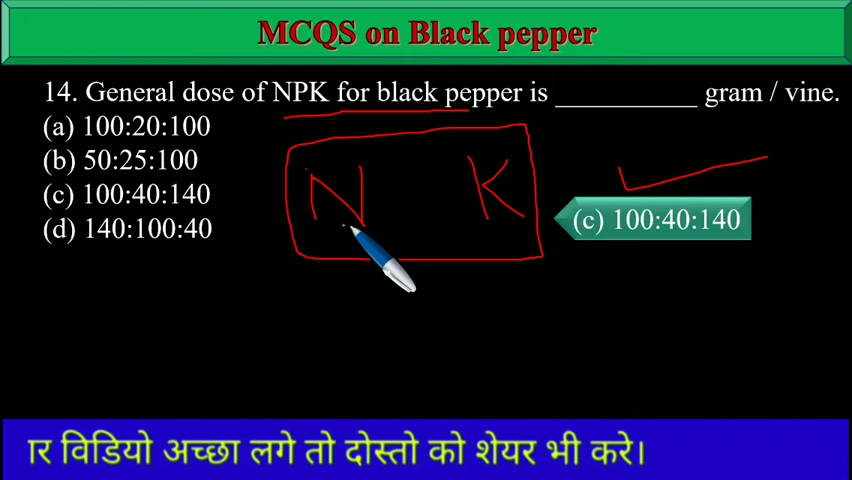 MCQS on Black pepper
14. General dose of NPK for black pepper is __________ gram / vine.
(a) 100:20:100
(b) 50:25:100
(c) 100:40:140
(d) 140:100:40
N K
(c) 100:40:140
विडियो अच्छा लगे तो दोस्तो को शेयर भी करे।